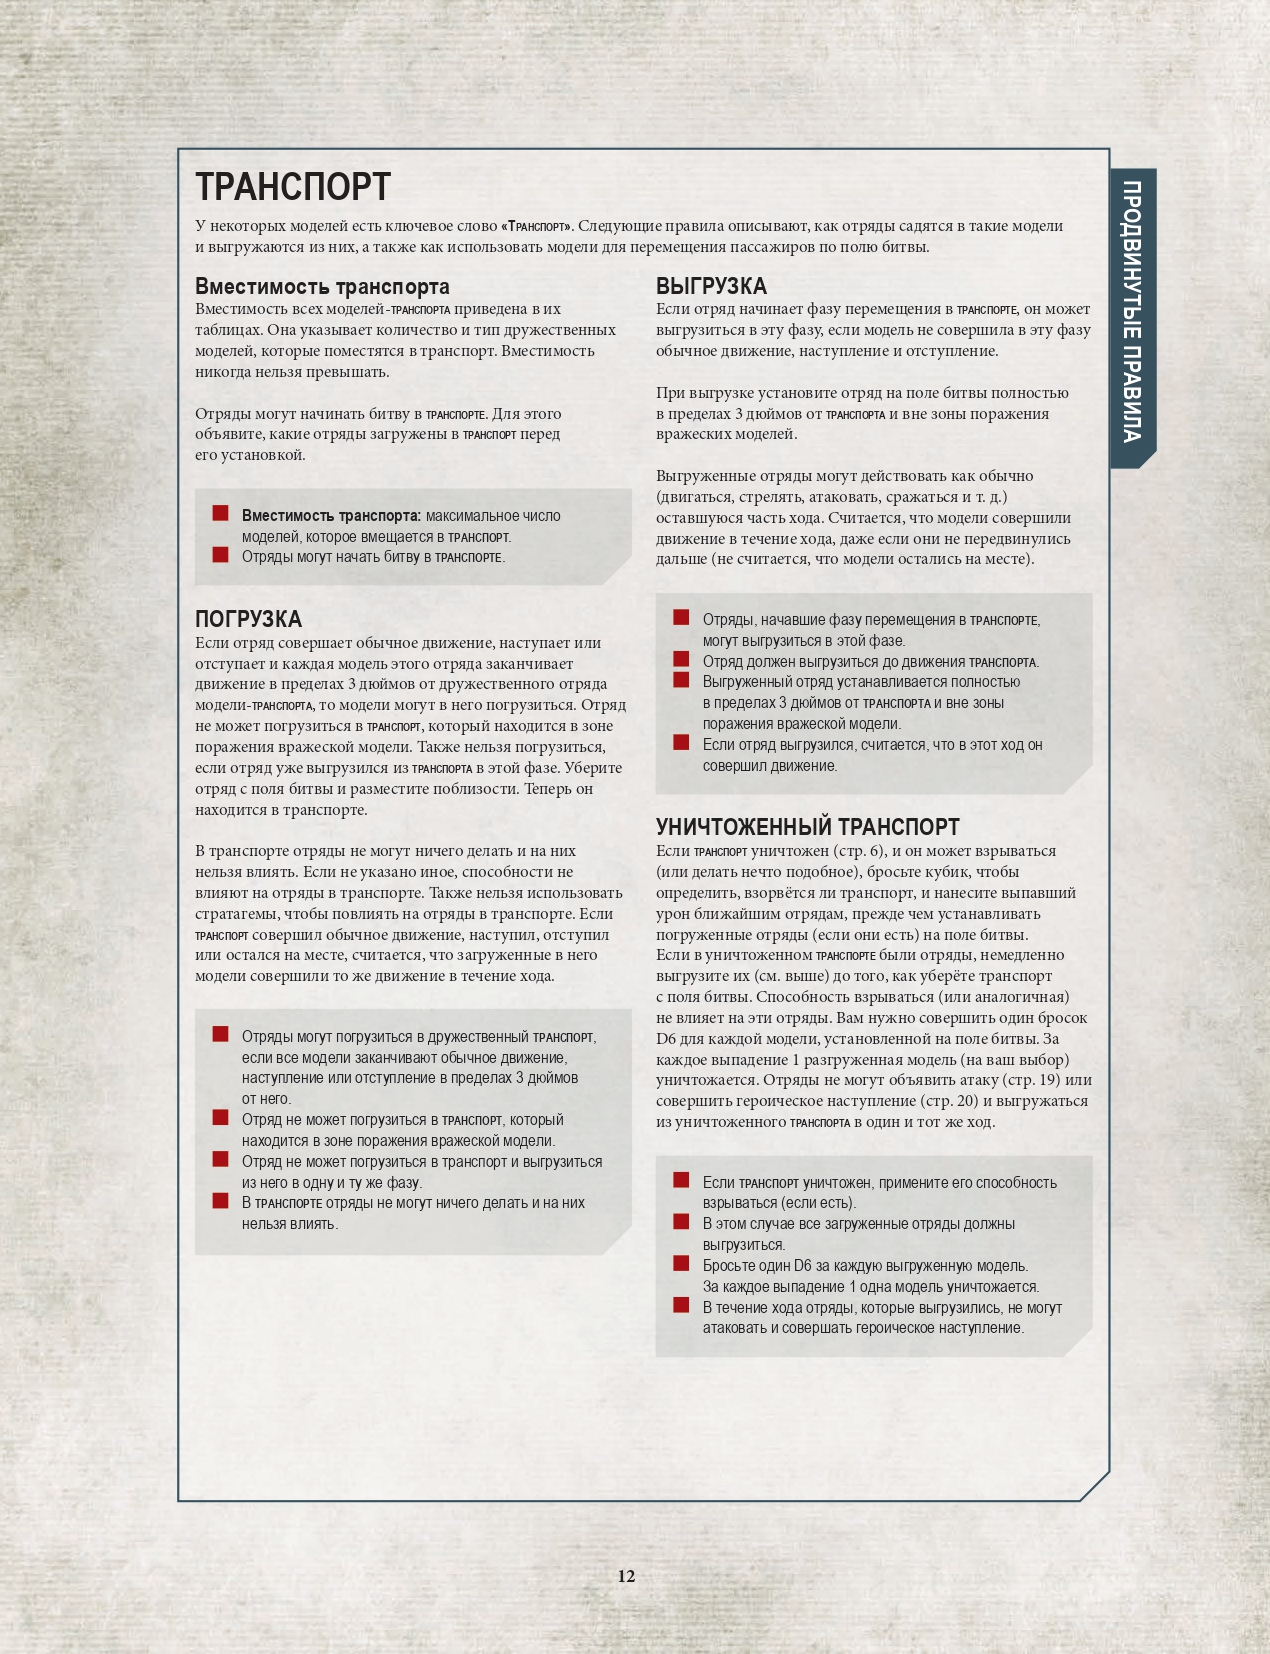 ТРАНСПОРТ
У некоторых моделей есть ключевое слово «Транспорт». Следующие правила описывают, как отряды садятся в такие модели
и выгружаются из них, а также как использовать модели для перемещения пассажиров по полю битвы.
Вместимость транспорта
Вместимость всех моделей-транспорта приведена в их
таблицах. Она указывает количество и тип дружественных
моделей, которые поместятся в транспорт. Вместимость
никогда нельзя превышать.
Отряды могут начинать битву в транспорте. Для этого
объявите, какие отряды загружены в транспорт перед
его установкой.
Вместимость транспорта: максимальное число
моделей, которое вмещается в транспорт.
Отряды могут начать битву в транспорте.
ПОГРУЗКА
Если отряд совершает обычное движение, наступает или
отступает и каждая модель этого отряда заканчивает
движение в пределах 3 дюймов от дружественного отряда
модели-транспорта, то модели могут в него погрузиться. Отряд
не может погрузиться в транспорт, который находится в зоне
поражения вражеской модели. Также нельзя погрузиться,
если отряд уже выгрузился из транспорта в этой фазе. Уберите
отряд с поля битвы и разместите поблизости. Теперь он
находится в транспорте.
В транспорте отряды не могут ничего делать и на них
нельзя влиять. Если не указано иное, способности не
влияют на отряды в транспорте. Также нельзя использовать
стратагемы, чтобы повлиять на отряды в транспорте. Если
транспорт совершил обычное движение, наступил, отступил
или остался на месте, считается, что загруженные в него
модели совершили то же движение в течение хода.
Отряды могут погрузиться в дружественный транспорт,
если все модели заканчивают обычное движение,
наступление или отступление в пределах 3 дюймов
от него.
Отряд не может погрузиться в транспорт, который
находится в зоне поражения вражеской модели.
Отряд не может погрузиться в транспорт и выгрузиться
из него в одну и ту же фазу.
В транспорте отряды не могут ничего делать и на них
нельзя влиять.
ВЫГРУЗКА
Если отряд начинает фазу перемещения в транспорте, он может
выгрузиться в эту фазу, если модель не совершила в эту фазу
обычное движение, наступление и отступление.
При выгрузке установите отряд на поле битвы полностью
в пределах 3 дюймов от транспорта и вне зоны поражения
вражеских моделей.
Выгруженные отряды могут действовать как обычно
(двигаться, стрелять, атаковать, сражаться и т. д.)
оставшуюся часть хода. Считается, что модели совершили
движение в течение хода, даже если они не передвинулись
дальше (не считается, что модели остались на месте).
Отряды, начавшие фазу перемещения в транспорте,
могут выгрузиться в этой фазе.
Отряд должен выгрузиться до движения транспорта.
Выгруженный отряд устанавливается полностью
в пределах 3 дюймов от транспорта и вне зоны
поражения вражеской модели.
Если отряд выгрузился, считается, что в этот ход он
совершил движение.
УНИЧТОЖЕННЫЙ ТРАНСПОРТ
Если транспорт уничтожен (стр. 6), и он может взрываться
(или делать нечто подобное), бросьте кубик, чтобы
определить, взорвётся ли транспорт, и нанесите выпавший
урон ближайшим отрядам, прежде чем устанавливать
погруженные отряды (если они есть) на поле битвы.
Если в уничтоженном транспорте были отряды, немедленно
выгрузите их (см. выше) до того, как уберёте транспорт
с поля битвы. Способность взрываться (или аналогичная)
не влияет на эти отряды. Вам нужно совершить один бросок
D6 для каждой модели, установленной на поле битвы. За
каждое выпадение 1 разгруженная модель (на ваш выбор)
уничтожается. Отряды не могут объявить атаку (стр. 19) или
совершить героическое наступление (стр. 20) и выгружаться
из уничтоженного транспорта в один и тот же ход.
Если транспорт уничтожен, примените его способность
взрываться (если есть).
В этом случае все загруженные отряды должны
выгрузиться.
Бросьте один D6 за каждую выгруженную модель.
За каждое выпадение 1 одна модель уничтожается.
В течение хода отряды, которые выгрузились, не могут
атаковать и совершать героическое наступление.
ПРОДВИНУТЫЕ ПРАВИЛА
12